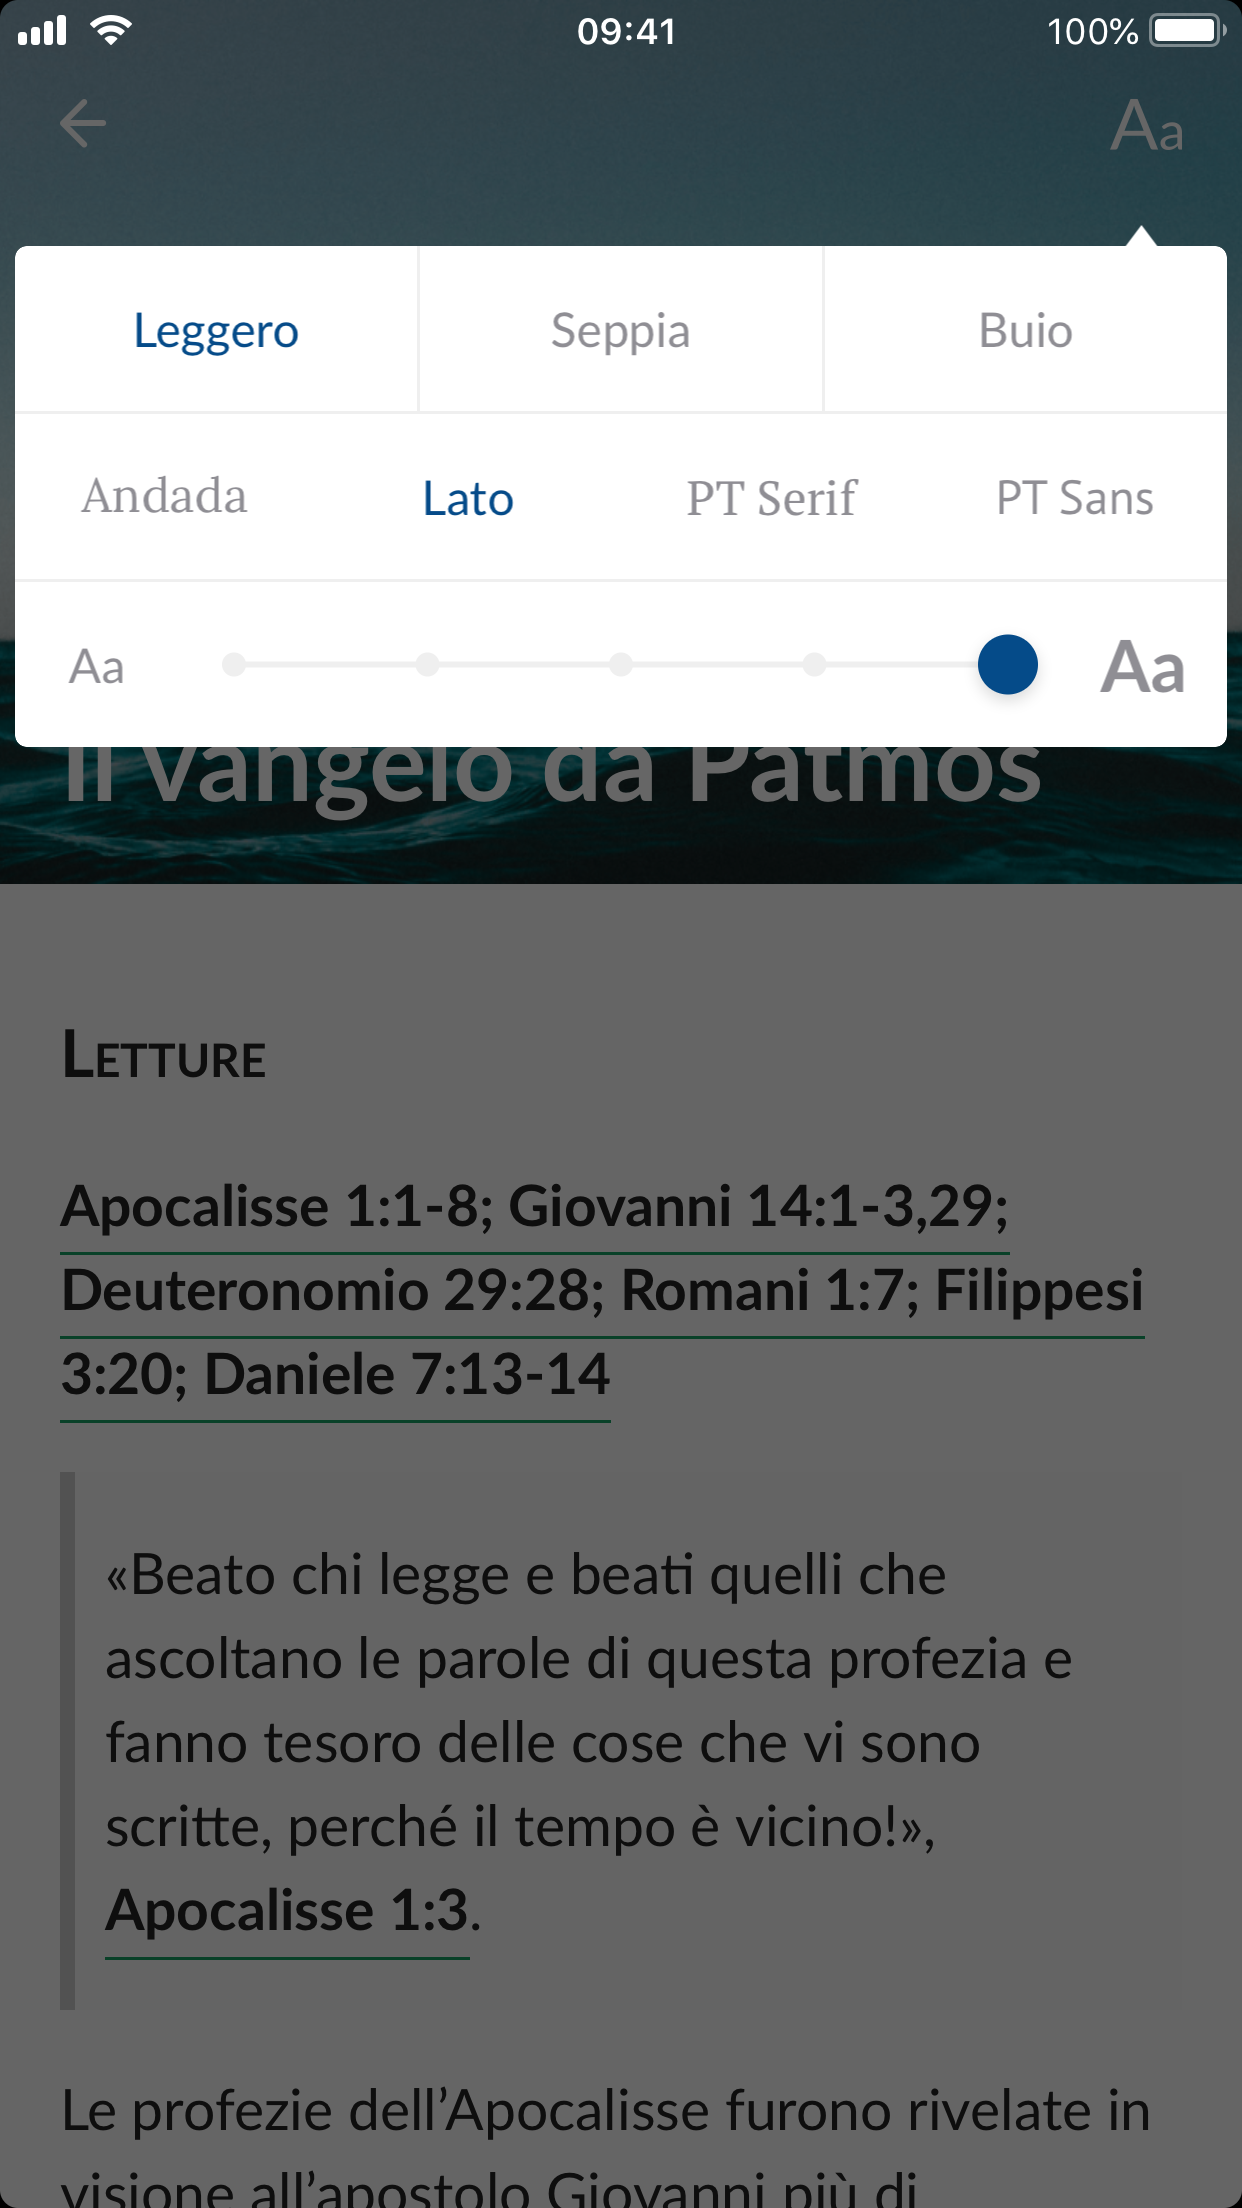 09:41
100%
Aa
Leggero Seppia Buio
Andada Lato PT Serif PT Sans
Aa Aa
Il vangelo da Patmos
LETTURE
Apocalisse 1:1-8; Giovanni 14:1-3,29;
Deuteronomio 29:28; Romani 1:7; Filippesi
3:20; Daniele 7:13-14
«Beato chi legge e beati quelli che
ascoltano le parole di questa profezia e
fanno tesoro delle cose che vi sono
scritte, perché il tempo è vicino!»,
Apocalisse 1:3.
Le profezie dell’Apocalisse furono rivelate in
visione all’apostolo Giovanni più di